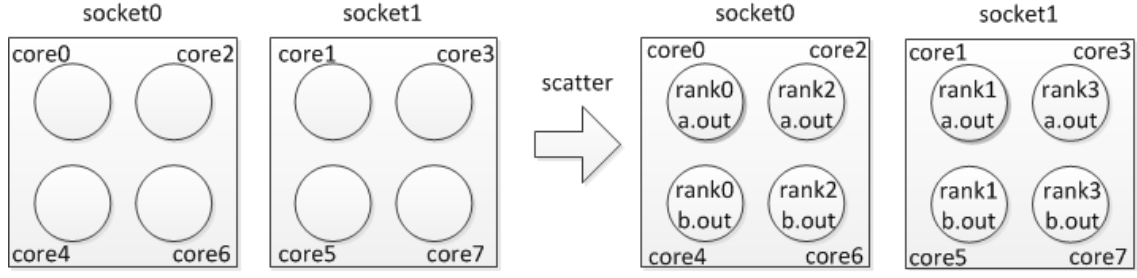 socket0 socket1 socket0 socket1
core0 core2 core1 core3 core0 core2 core1 core3
scatter
rank0 rank2 rank1 rank3
a.out a.out a.out a.out
rank0 rank2 rank1 rank3
b.out b.out b.out b.out
core4 core6 core5 core7 core4 core6 core5 core7